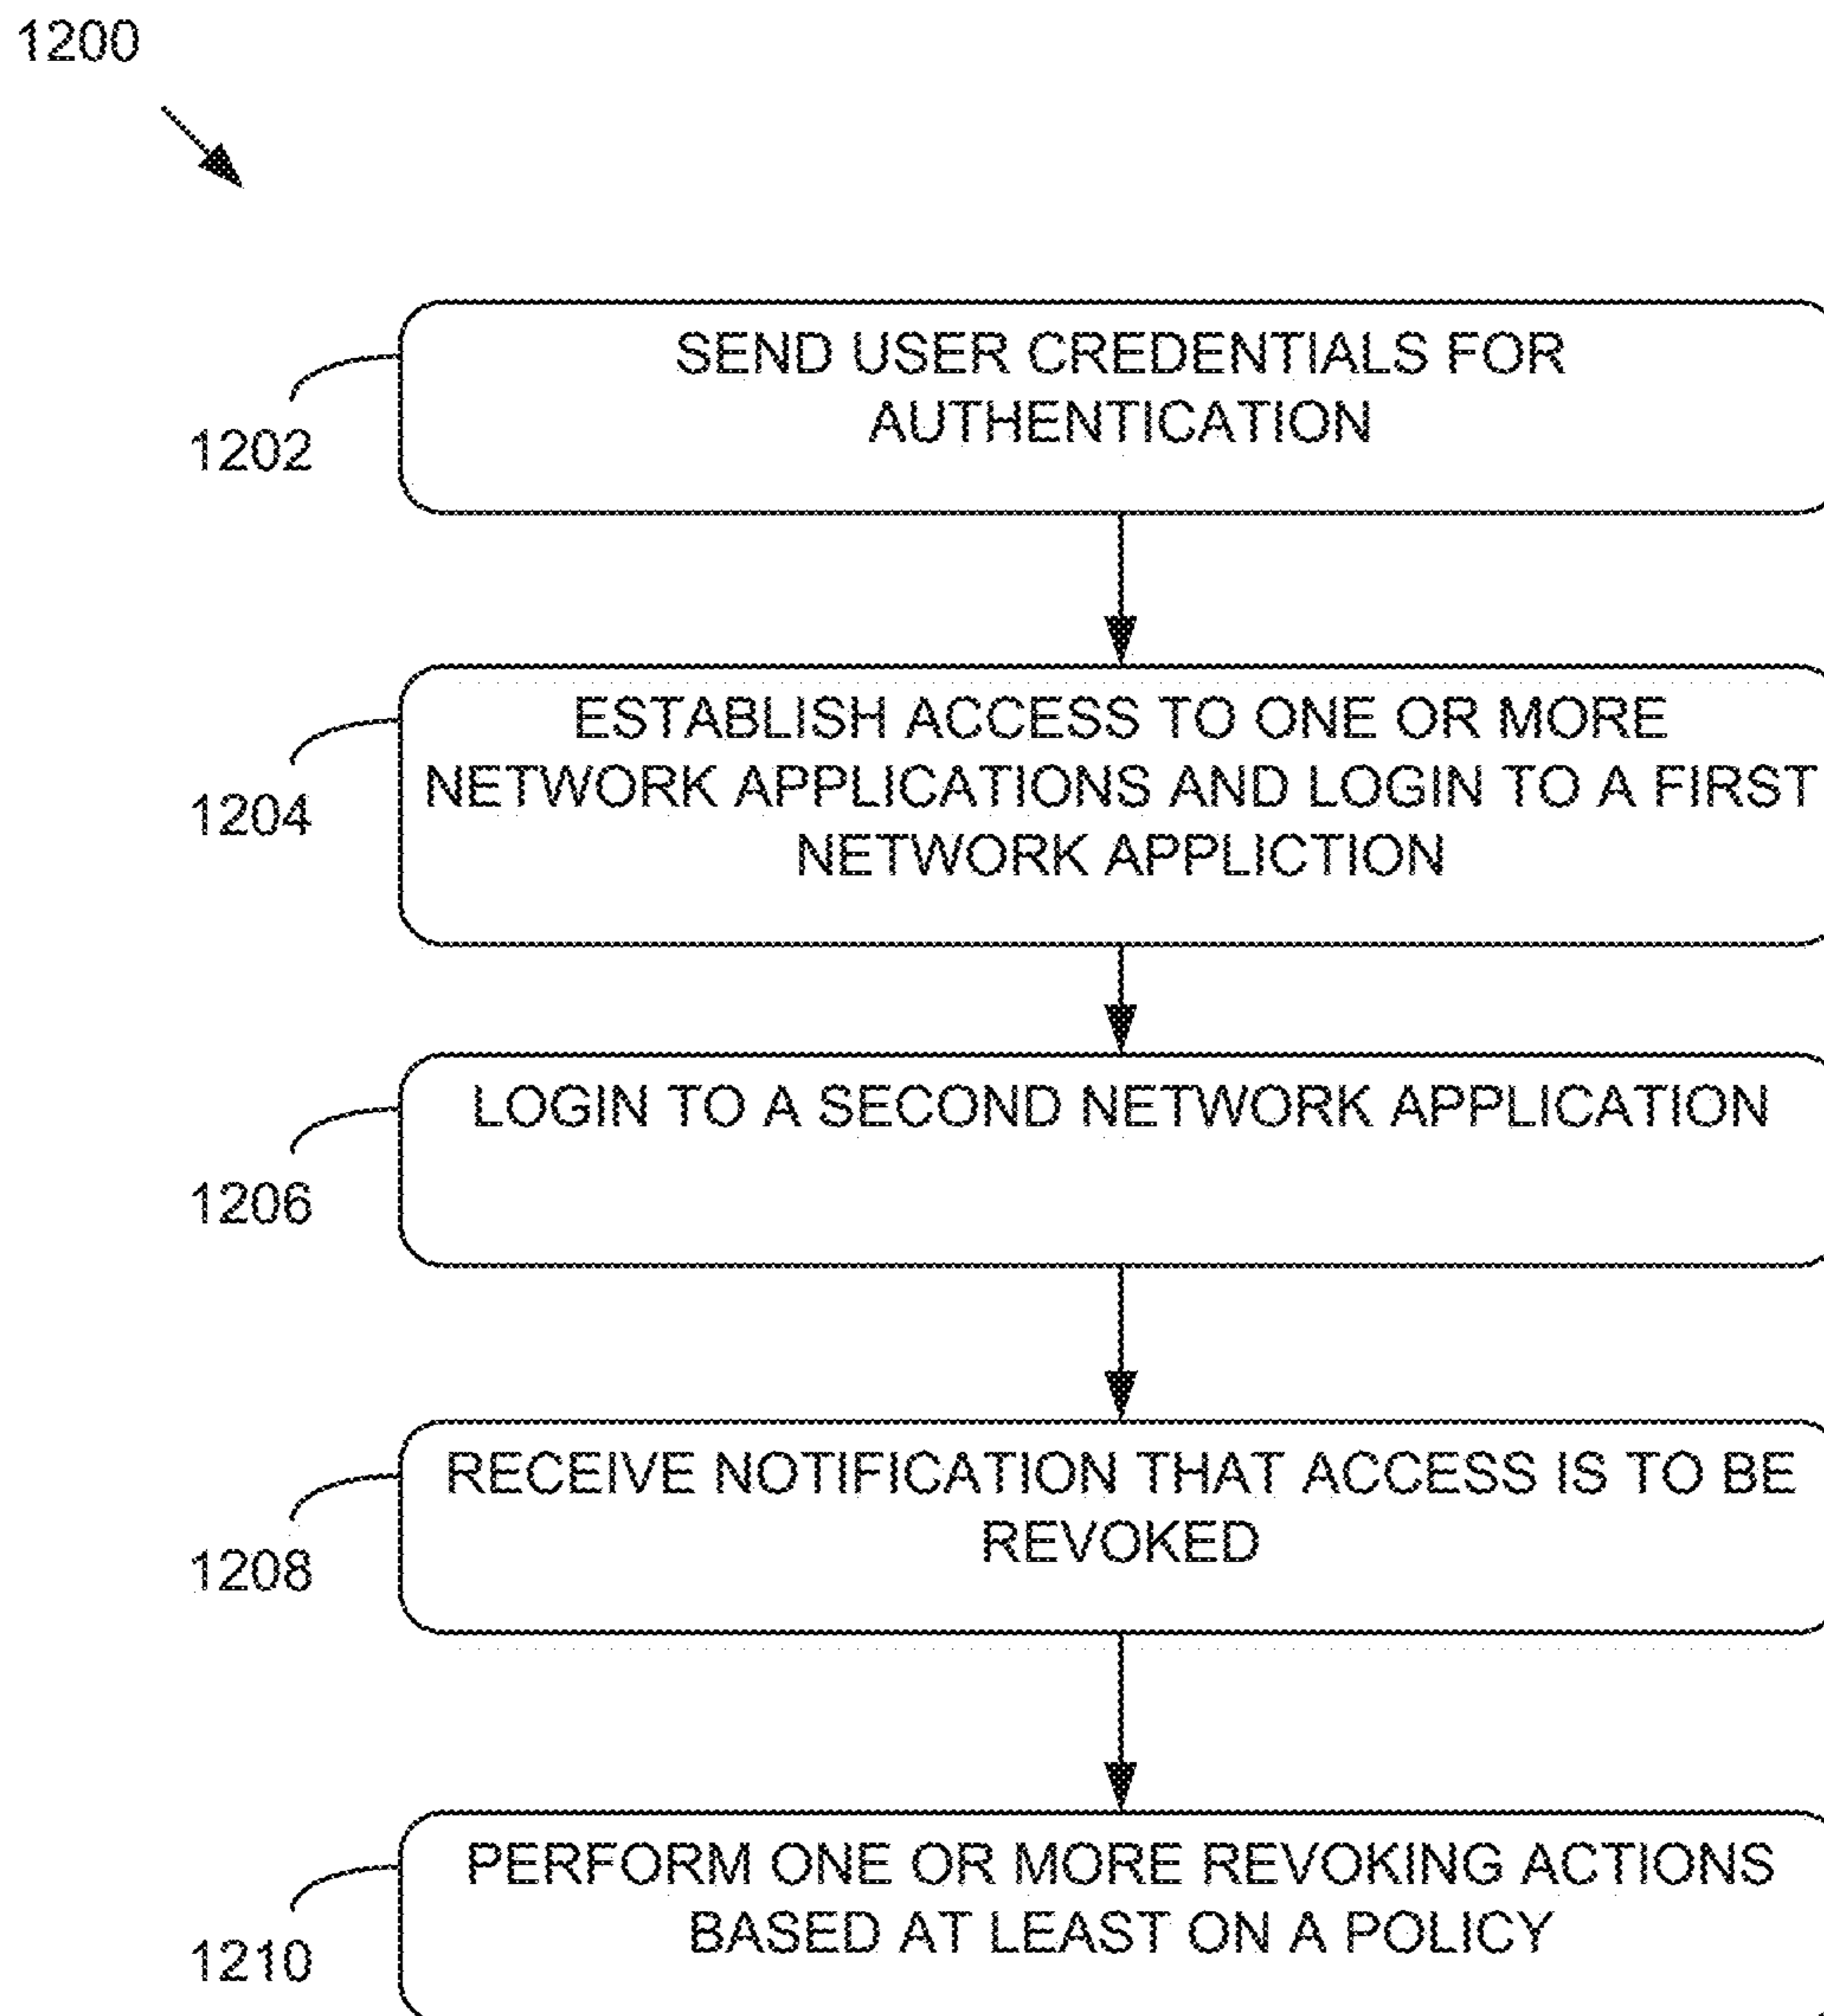 1200
SEND USER CREDENTIALS FOR
AUTHENTICATION
1202
ESTABLISH ACCESS TO ONE OR MORE
NETWORK APPLICATIONS AND LOGIN TO A FIRST
NETWORK APPLICTION
1204
LOGIN TO A SECOND NETWORK APPLICATION
1206
RECEIVE NOTIFICATION THAT ACCESS IS TO BE
REVOKED
1208
PERFORM ONE OR MORE REVOKING ACTIONS
BASED AT LEAST ON A POLICY
1210